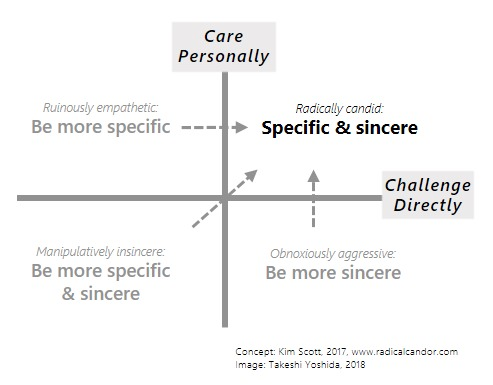 Care
Personally
Ruinously empathetic:
Be more specific
Radically candid:
Specific & sincere
Challenge
Directly
Manipulatively insincere:
Be more specific
& sincere
Obnoxiously aggressive:
Be more sincere
Concept: Kim Scott, 2017, www.radicalcandor.com
Image: Takeshi Yoshida, 2018